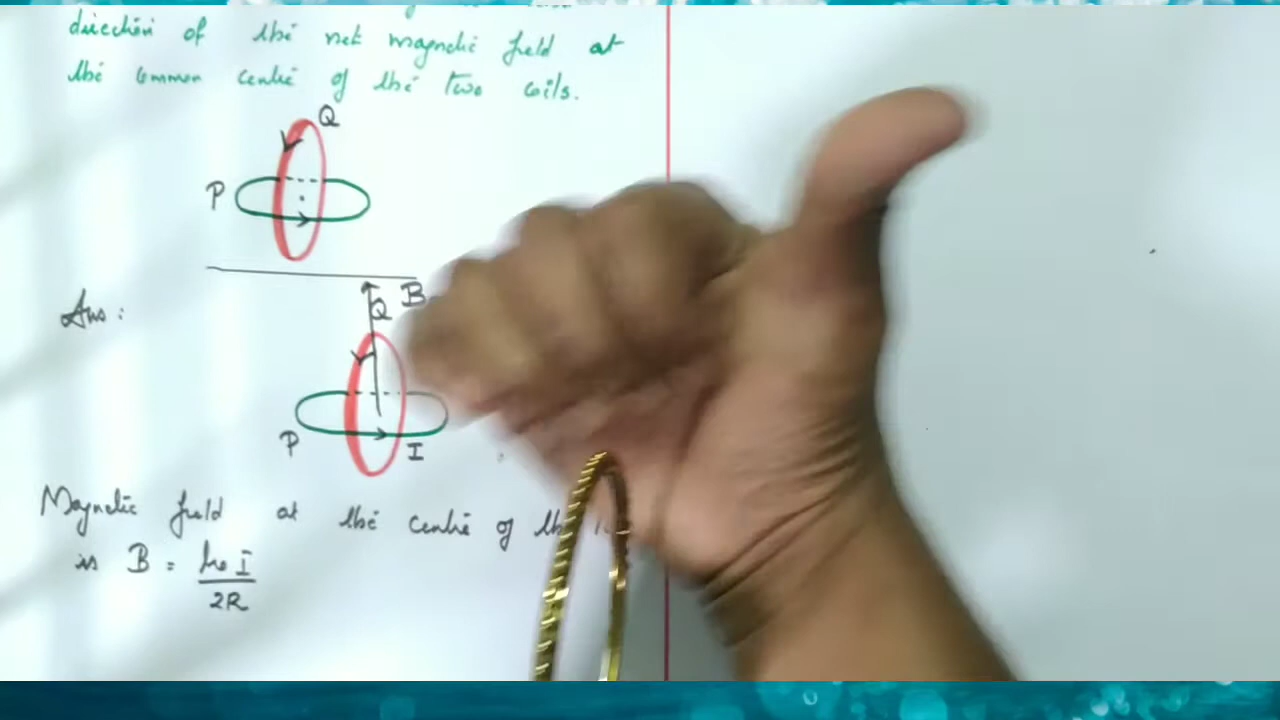 direction of the net magnetic field at
the common centre of the two coils.
Q
P
Ans:
Q B
P I
Magnetic field at the centre of the
is B = μ0 I / 2R